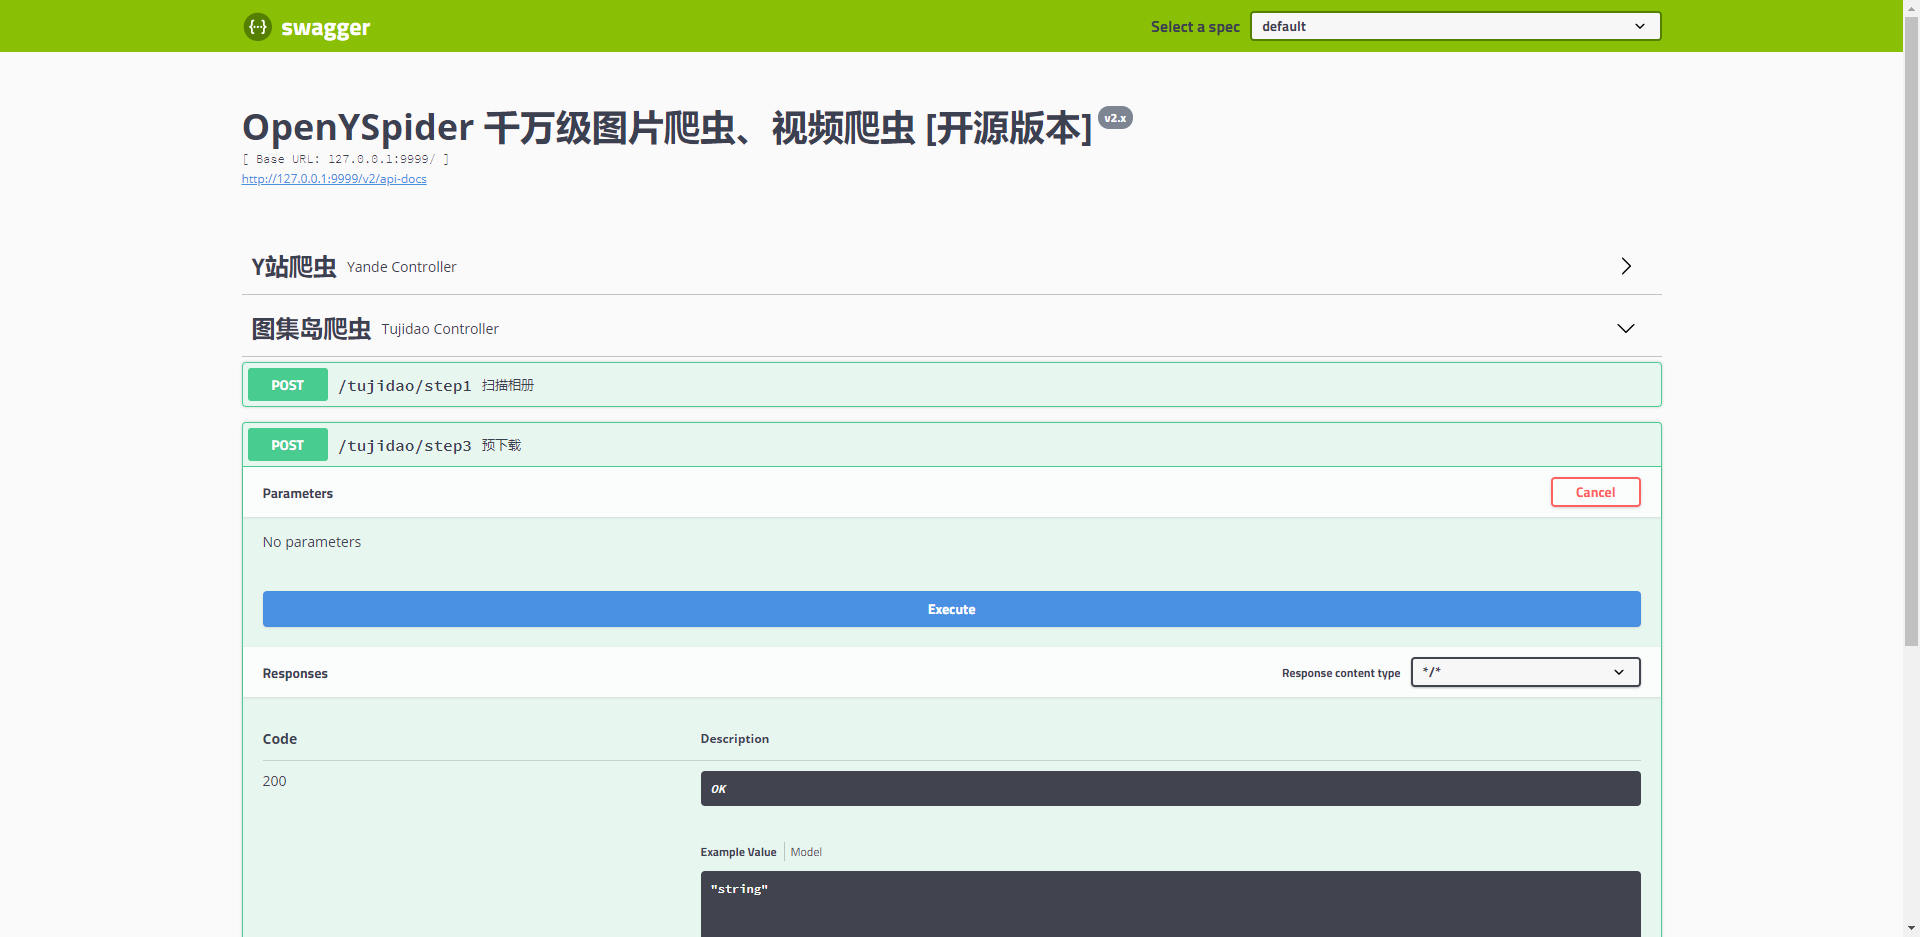 swagger
Select a spec default
OpenYSpider 千万级图片爬虫、视频爬虫 [开源版本] v2.x
[ Base URL: 127.0.0.1:9999/ ]
http://127.0.0.1:9999/v2/api-docs
Y站爬虫 Yande Controller
图集岛爬虫 Tujidao Controller
POST /tujidao/step1 扫描相册
POST /tujidao/step3 预下载
Parameters Cancel
No parameters
Execute
Responses Response content type */*
Code Description
200 OK
Example Value Model
"string"